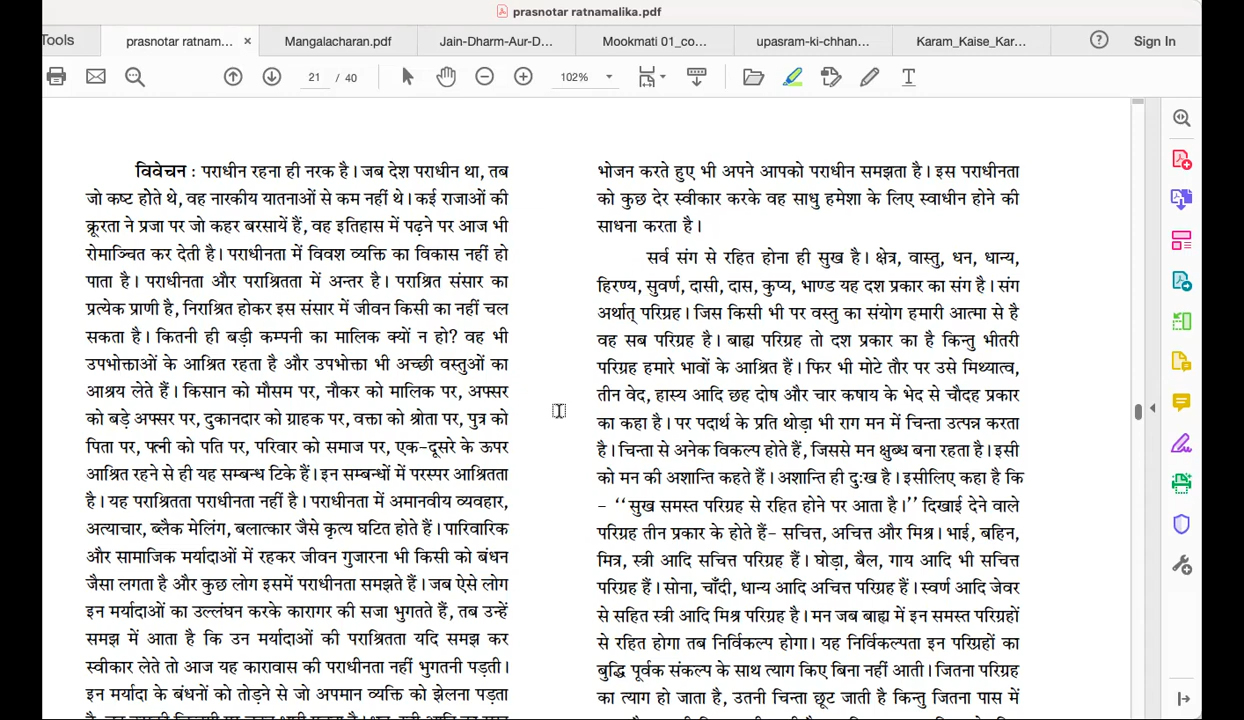 prasnotar ratnamalika.pdf
Tools
prasnotar ratnam... ×
Mangalacharan.pdf
Jain-Dharm-Aur-D...
Mookmati 01_co...
upasram-ki-chhan...
Karam_Kaise_Kar...
Sign In
21 / 40
102%
विवेचन : पराधीन रहना ही नरक है। जब देश पराधीन था, तब
जो कष्ट होते थे, वह नारकीय यातनाओं से कम नहीं थे। कई राजाओं की
क्रूरता ने प्रजा पर जो कहर बरसायें हैं, वह इतिहास में पढ़ने पर आज भी
रोमाञ्चित कर देती है। पराधीनता में विवश व्यक्ति का विकास नहीं हो
पाता है। पराधीनता और पराश्रितता में अन्तर है। पराश्रित संसार का
प्रत्येक प्राणी है, निराश्रित होकर इस संसार में जीवन किसी का नहीं चल
सकता है। कितनी ही बड़ी कम्पनी का मालिक क्यों न हो? वह भी
उपभोक्ताओं के आश्रित रहता है और उपभोक्ता भी अच्छी वस्तुओं का
आश्रय लेते हैं। किसान को मौसम पर, नौकर को मालिक पर, अफ्सर
को बड़े अफ्सर पर, दुकानदार को ग्राहक पर, वक्ता को श्रोता पर, पुत्र को
पिता पर, पत्नी को पति पर, परिवार को समाज पर, एक-दूसरे के ऊपर
आश्रित रहने से ही यह सम्बन्ध टिके हैं। इन सम्बन्धों में परस्पर आश्रितता
है। यह पराश्रितता पराधीनता नहीं है। पराधीनता में अमानवीय व्यवहार,
अत्याचार, ब्लैक मेलिंग, बलात्कार जैसे कृत्य घटित होते हैं। पारिवारिक
और सामाजिक मर्यादाओं में रहकर जीवन गुजारना भी किसी को बंधन
जैसा लगता है और कुछ लोग इसमें पराधीनता समझते हैं। जब ऐसे लोग
इन मर्यादाओं का उल्लंघन करके कारागर की सजा भुगतते हैं, तब उन्हें
समझ में आता है कि उन मर्यादाओं की पराश्रितता यदि समझ कर
स्वीकार लेते तो आज यह कारावास की पराधीनता नहीं भुगतनी पड़ती।
इन मर्यादा के बंधनों को तोड़ने से जो अपमान व्यक्ति को झेलना पड़ता
भोजन करते हुए भी अपने आपको पराधीन समझता है। इस पराधीनता
को कुछ देर स्वीकार करके वह साधु हमेशा के लिए स्वाधीन होने की
साधना करता है।
सर्व संग से रहित होना ही सुख है। क्षेत्र, वास्तु, धन, धान्य,
हिरण्य, सुवर्ण, दासी, दास, कुप्य, भाण्ड यह दश प्रकार का संग है। संग
अर्थात् परिग्रह। जिस किसी भी पर वस्तु का संयोग हमारी आत्मा से है
वह सब परिग्रह है। बाह्य परिग्रह तो दश प्रकार का है किन्तु भीतरी
परिग्रह हमारे भावों के आश्रित हैं। फिर भी मोटे तौर पर उसे मिथ्यात्व,
तीन वेद, हास्य आदि छह दोष और चार कषाय के भेद से चौदह प्रकार
का कहा है। पर पदार्थ के प्रति थोड़ा भी राग मन में चिन्ता उत्पन्न करता
है। चिन्ता से अनेक विकल्प होते हैं, जिससे मन क्षुब्ध बना रहता है। इसी
को मन की अशान्ति कहते हैं। अशान्ति ही दुःख है। इसीलिए कहा है कि
- ‘‘सुख समस्त परिग्रह से रहित होने पर आता है।’’ दिखाई देने वाले
परिग्रह तीन प्रकार के होते हैं- सचित्त, अचित्त और मिश्र। भाई, बहिन,
मित्र, स्त्री आदि सचित्त परिग्रह हैं। घोड़ा, बैल, गाय आदि भी सचित्त
परिग्रह हैं। सोना, चाँदी, धान्य आदि अचित्त परिग्रह हैं। स्वर्ण आदि जेवर
से सहित स्त्री आदि मिश्र परिग्रह है। मन जब बाह्य में इन समस्त परिग्रहों
से रहित होगा तब निर्विकल्प होगा। यह निर्विकल्पता इन परिग्रहों का
बुद्धि पूर्वक संकल्प के साथ त्याग किए बिना नहीं आती। जितना परिग्रह
का त्याग हो जाता है, उतनी चिन्ता छूट जाती है किन्तु जितना पास में